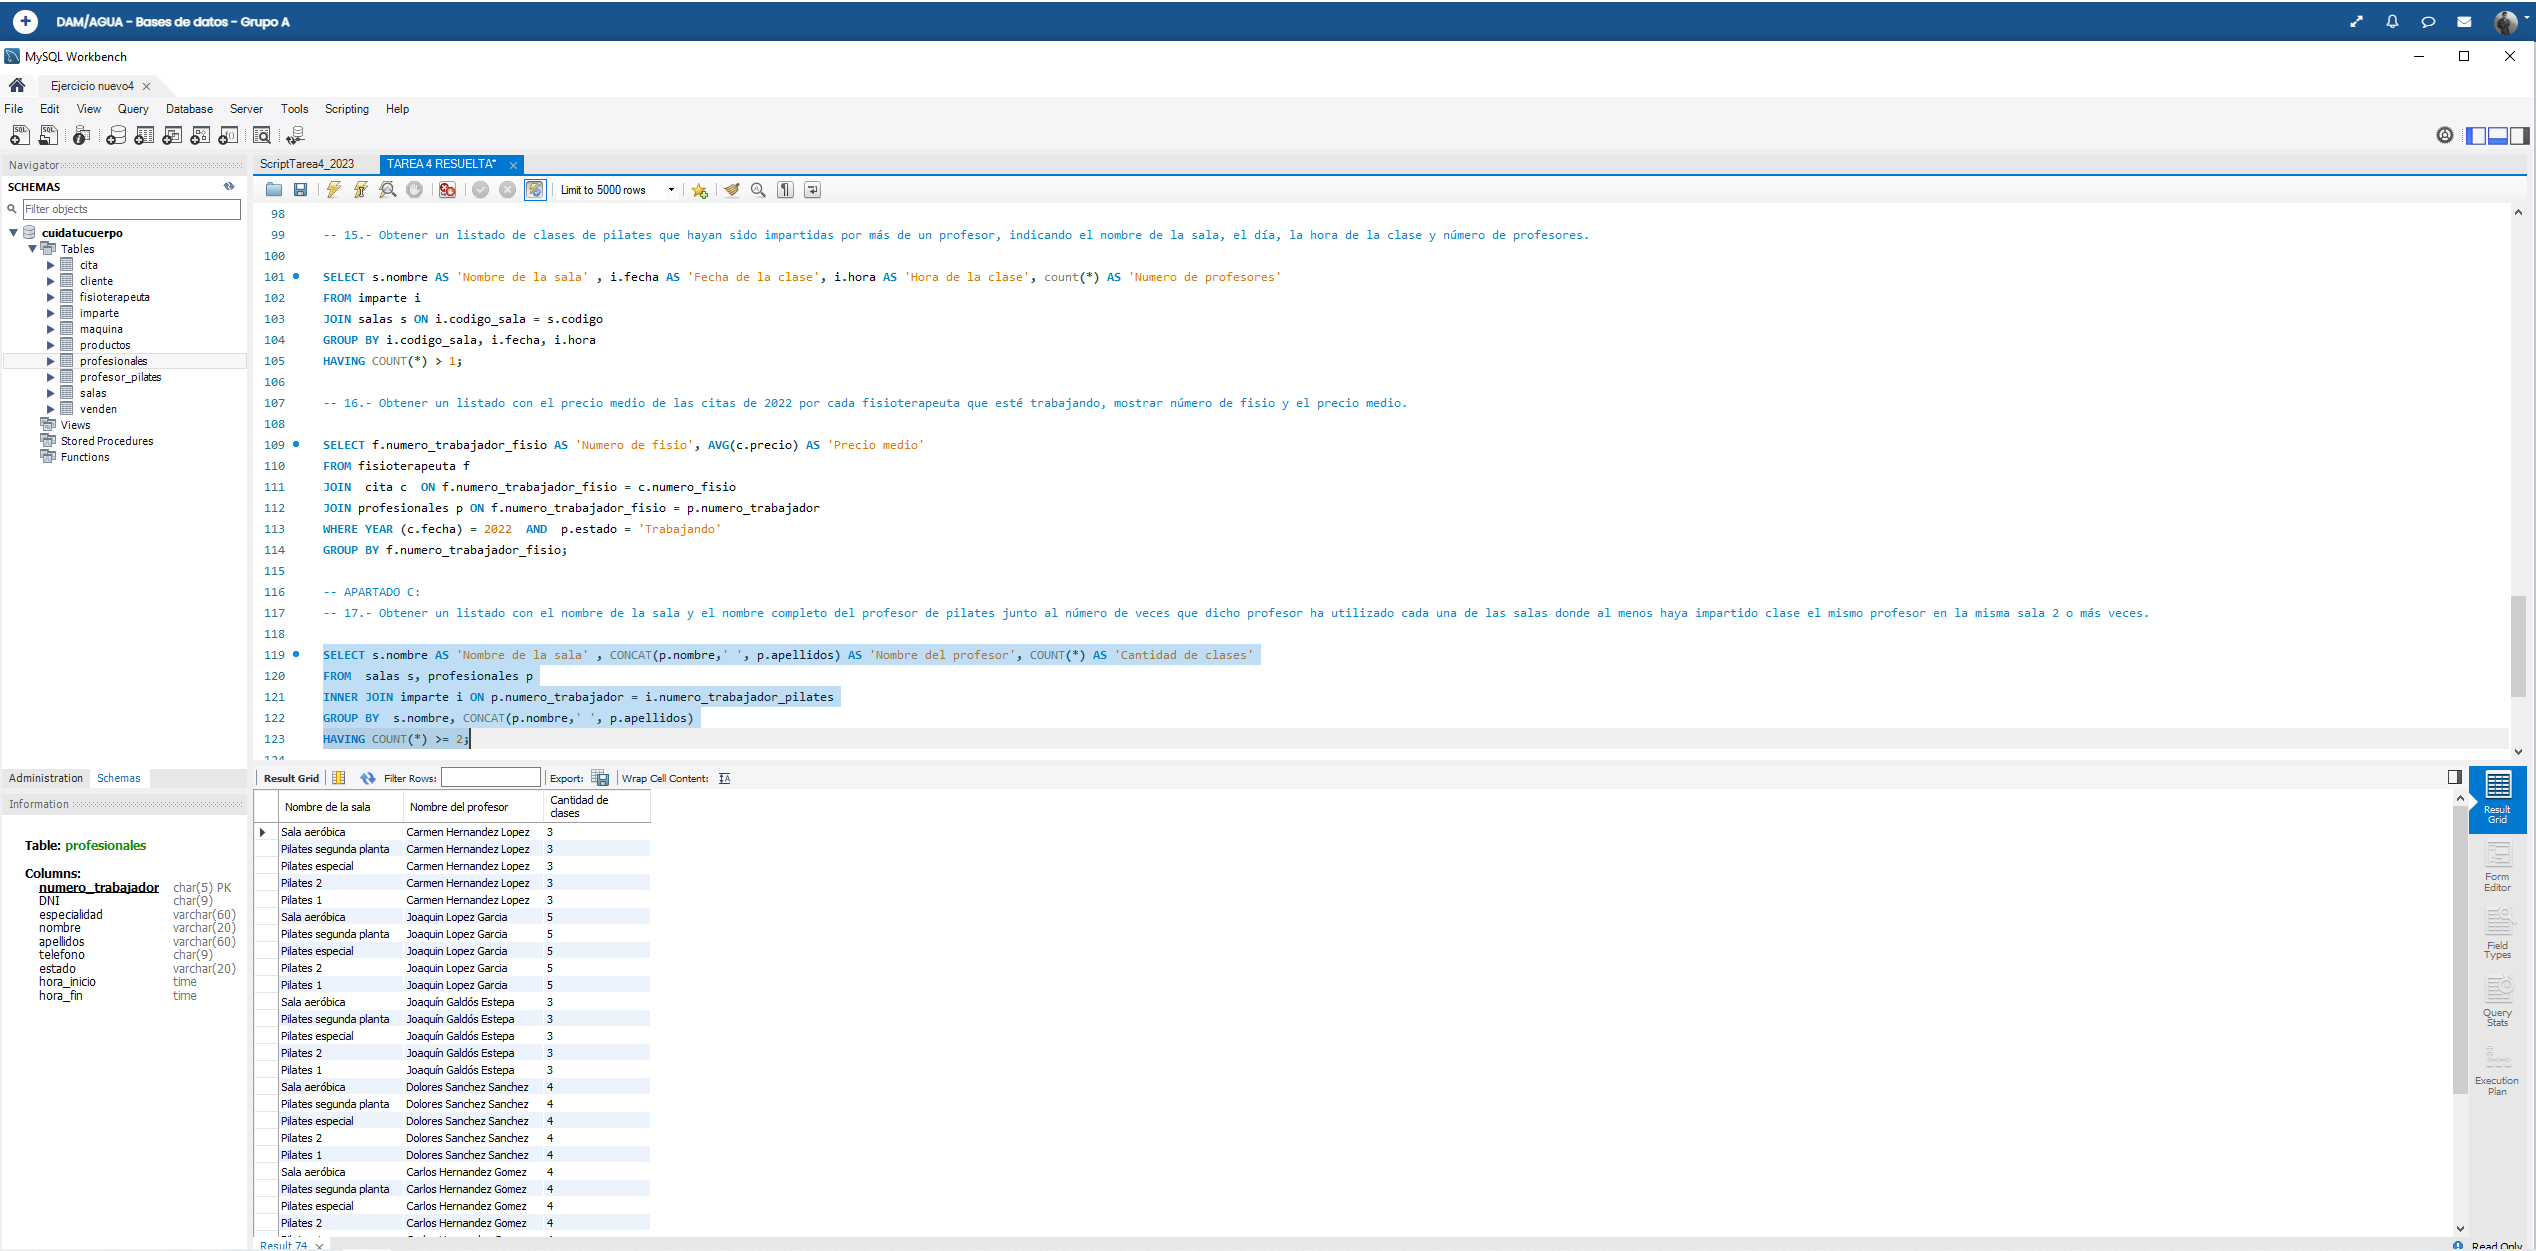 DAM/AGUA - Bases de datos - Grupo A
MySQL Workbench
Ejercicio nuevo4
File Edit View Query Database Server Tools Scripting Help
Navigator
SCHEMAS
Filter objects
cuidatucuerpo
Tables
cita
cliente
fisioterapeuta
imparte
maquina
productos
profesionales
profesor_pilates
salas
venden
Views
Stored Procedures
Functions
Administration Schemas
Information
Table: profesionales
Columns:
numero_trabajador char(5) PK
DNI char(9)
especialidad varchar(60)
nombre varchar(20)
apellidos varchar(60)
telefono char(9)
estado varchar(20)
hora_inicio time
hora_fin time
ScriptTarea4_2023 TAREA 4 RESUELTA*
Limit to 5000 rows
98
99 -- 15.- Obtener un listado de clases de pilates que hayan sido impartidas por más de un profesor, indicando el nombre de la sala, el día, la hora de la clase y número de profesores.
100
101 SELECT s.nombre AS 'Nombre de la sala' , i.fecha AS 'Fecha de la clase', i.hora AS 'Hora de la clase', count(*) AS 'Numero de profesores'
102 FROM imparte i
103 JOIN salas s ON i.codigo_sala = s.codigo
104 GROUP BY i.codigo_sala, i.fecha, i.hora
105 HAVING COUNT(*) > 1;
106
107 -- 16.- Obtener un listado con el precio medio de las citas de 2022 por cada fisioterapeuta que esté trabajando, mostrar número de fisio y el precio medio.
108
109 SELECT f.numero_trabajador_fisio AS 'Numero de fisio', AVG(c.precio) AS 'Precio medio'
110 FROM fisioterapeuta f
111 JOIN cita c ON f.numero_trabajador_fisio = c.numero_fisio
112 JOIN profesionales p ON f.numero_trabajador_fisio = p.numero_trabajador
113 WHERE YEAR (c.fecha) = 2022 AND p.estado = 'Trabajando'
114 GROUP BY f.numero_trabajador_fisio;
115
116 -- APARTADO C:
117 -- 17.- Obtener un listado con el nombre de la sala y el nombre completo del profesor de pilates junto al número de veces que dicho profesor ha utilizado cada una de las salas donde al menos haya impartido clase el mismo profesor en la misma sala 2 o más veces.
118
119 SELECT s.nombre AS 'Nombre de la sala' , CONCAT(p.nombre,' ', p.apellidos) AS 'Nombre del profesor', COUNT(*) AS 'Cantidad de clases'
120 FROM salas s, profesionales p
121 INNER JOIN imparte i ON p.numero_trabajador = i.numero_trabajador_pilates
122 GROUP BY s.nombre, CONCAT(p.nombre,' ', p.apellidos)
123 HAVING COUNT(*) >= 2;
124
Result Grid Filter Rows: Export: Wrap Cell Content:
Nombre de la sala Nombre del profesor Cantidad de clases
Sala aeróbica Carmen Hernandez Lopez 3
Pilates segunda planta Carmen Hernandez Lopez 3
Pilates especial Carmen Hernandez Lopez 3
Pilates 2 Carmen Hernandez Lopez 3
Pilates 1 Carmen Hernandez Lopez 3
Sala aeróbica Joaquin Lopez Garcia 5
Pilates segunda planta Joaquin Lopez Garcia 5
Pilates especial Joaquin Lopez Garcia 5
Pilates 2 Joaquin Lopez Garcia 5
Pilates 1 Joaquin Lopez Garcia 5
Sala aeróbica Joaquín Galdós Estepa 3
Pilates segunda planta Joaquín Galdós Estepa 3
Pilates especial Joaquín Galdós Estepa 3
Pilates 2 Joaquín Galdós Estepa 3
Pilates 1 Joaquín Galdós Estepa 3
Sala aeróbica Dolores Sanchez Sanchez 4
Pilates segunda planta Dolores Sanchez Sanchez 4
Pilates especial Dolores Sanchez Sanchez 4
Pilates 2 Dolores Sanchez Sanchez 4
Pilates 1 Dolores Sanchez Sanchez 4
Sala aeróbica Carlos Hernandez Gomez 4
Pilates segunda planta Carlos Hernandez Gomez 4
Pilates especial Carlos Hernandez Gomez 4
Pilates 2 Carlos Hernandez Gomez 4
Result 74
Result Grid
Form Editor
Field Types
Query Stats
Execution Plan
Read Only